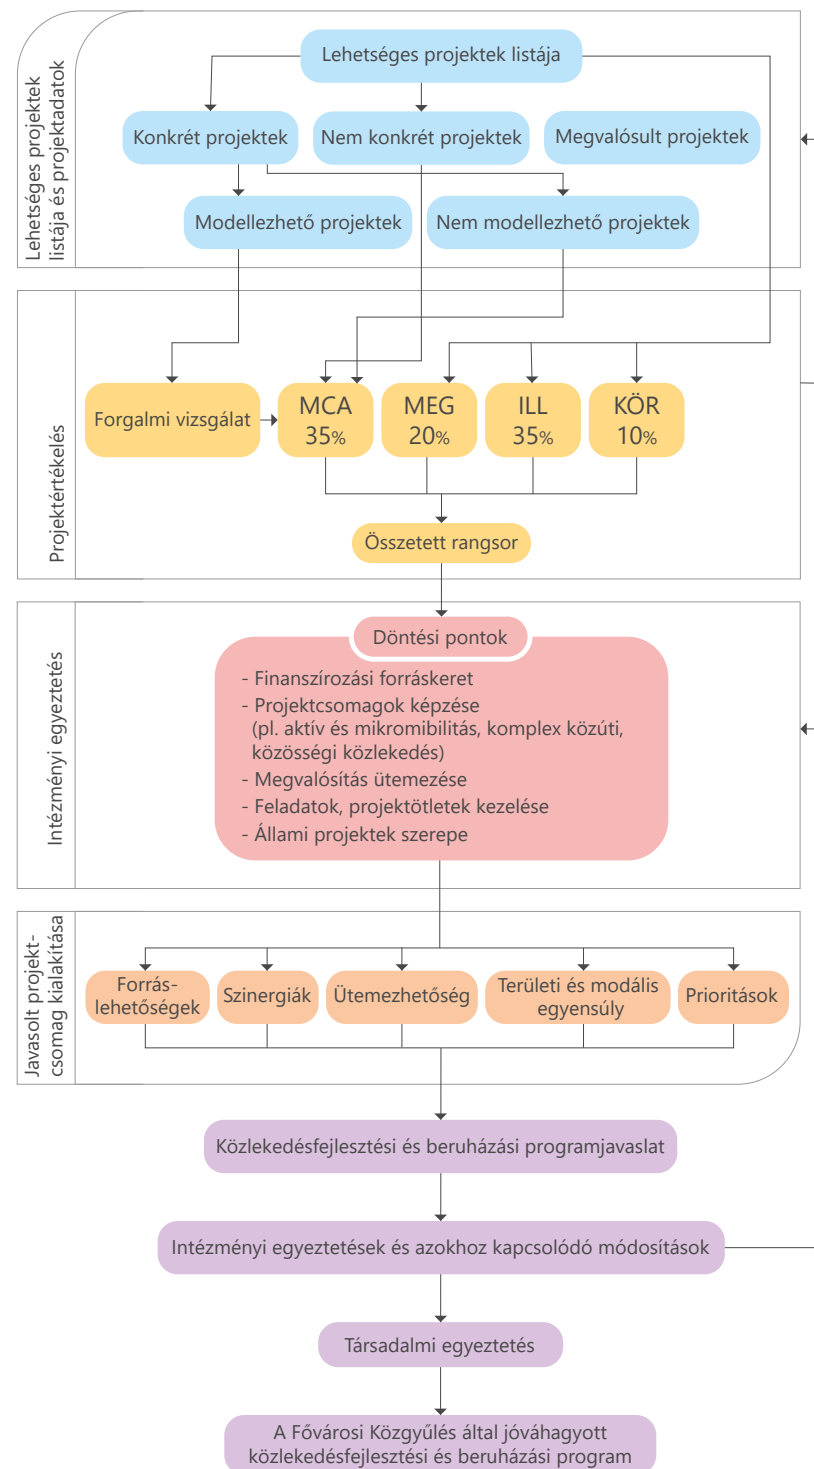 Lehetséges projektek
listája és projektadatok
Lehetséges projektek listája
Konkrét projektek
Nem konkrét projektek
Megvalósult projektek
Modellezhető projektek
Nem modellezhető projektek
Projektértékelés
Forgalmi vizsgálat
MCA
35%
MEG
20%
ILL
35%
KÖR
10%
Összetett rangsor
Intézményi egyeztetés
Döntési pontok
- Finanszírozási forráskeret
- Projektcsomagok képzése
(pl. aktív és mikromibilitás, komplex közúti,
közösségi közlekedés)
- Megvalósítás ütemezése
- Feladatok, projektötletek kezelése
- Állami projektek szerepe
Javasolt projekt-
csomag kialakítása
Forrás-
lehetőségek
Szinergiák
Ütemezhetőség
Területi és modális
egyensúly
Prioritások
Közlekedésfejlesztési és beruházási programjavaslat
Intézményi egyeztetések és azokhoz kapcsolódó módosítások
Társadalmi egyeztetés
A Fővárosi Közgyűlés által jóváhagyott
közlekedésfejlesztési és beruházási program